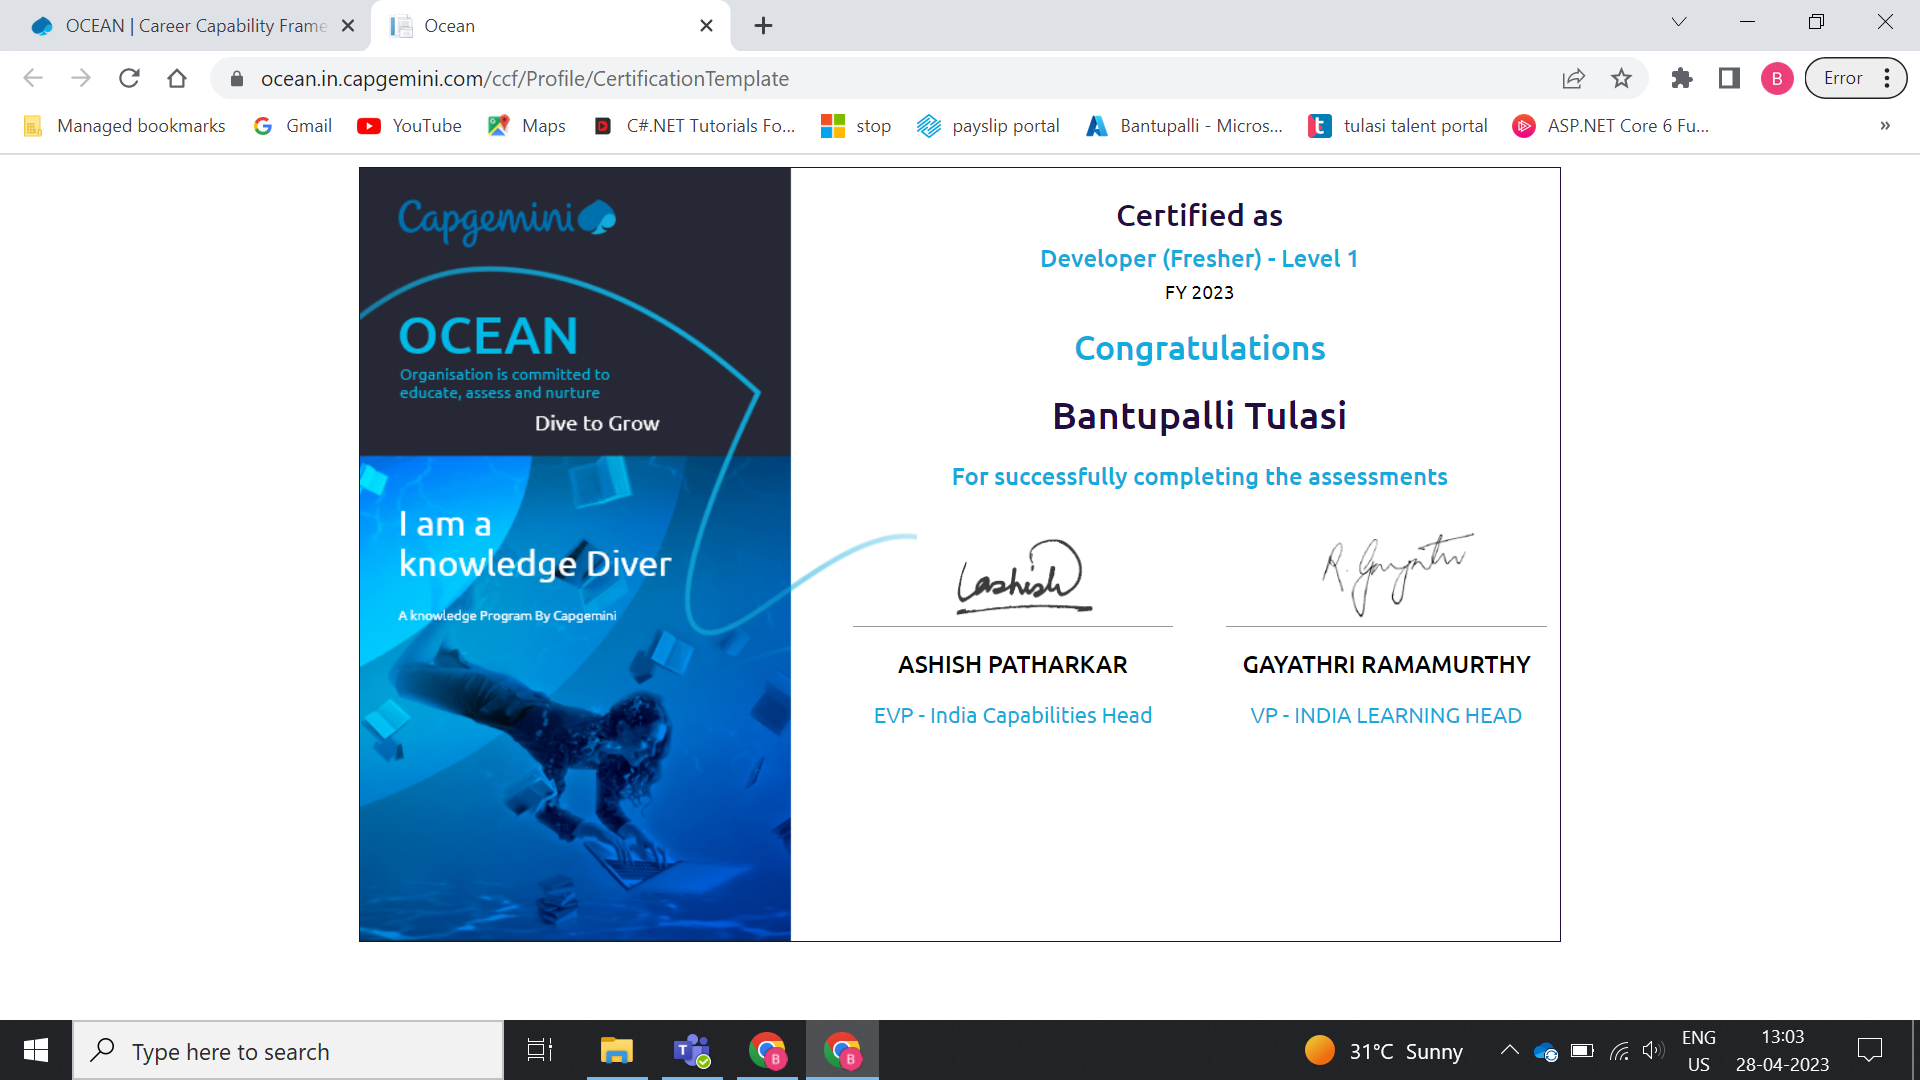 OCEAN | Career Capability Frame
Ocean
ocean.in.capgemini.com/ccf/Profile/CertificationTemplate
B
Error
Managed bookmarks
Gmail
YouTube
Maps
C#.NET Tutorials Fo...
stop
payslip portal
Bantupalli - Micros...
t
tulasi talent portal
ASP.NET Core 6 Fu...
»
Capgemini
OCEAN
Organisation is committed to
educate, assess and nurture
Dive to Grow
I am a
knowledge Diver
A knowledge Program By Capgemini
Certified as
Developer (Fresher) - Level 1
FY 2023
Congratulations
Bantupalli Tulasi
For successfully completing the assessments
R. Gayathri
ASHISH PATHARKAR
GAYATHRI RAMAMURTHY
EVP - India Capabilities Head
VP - INDIA LEARNING HEAD
Type here to search
T
B
B
31°C Sunny
ENG
US
13:03
28-04-2023